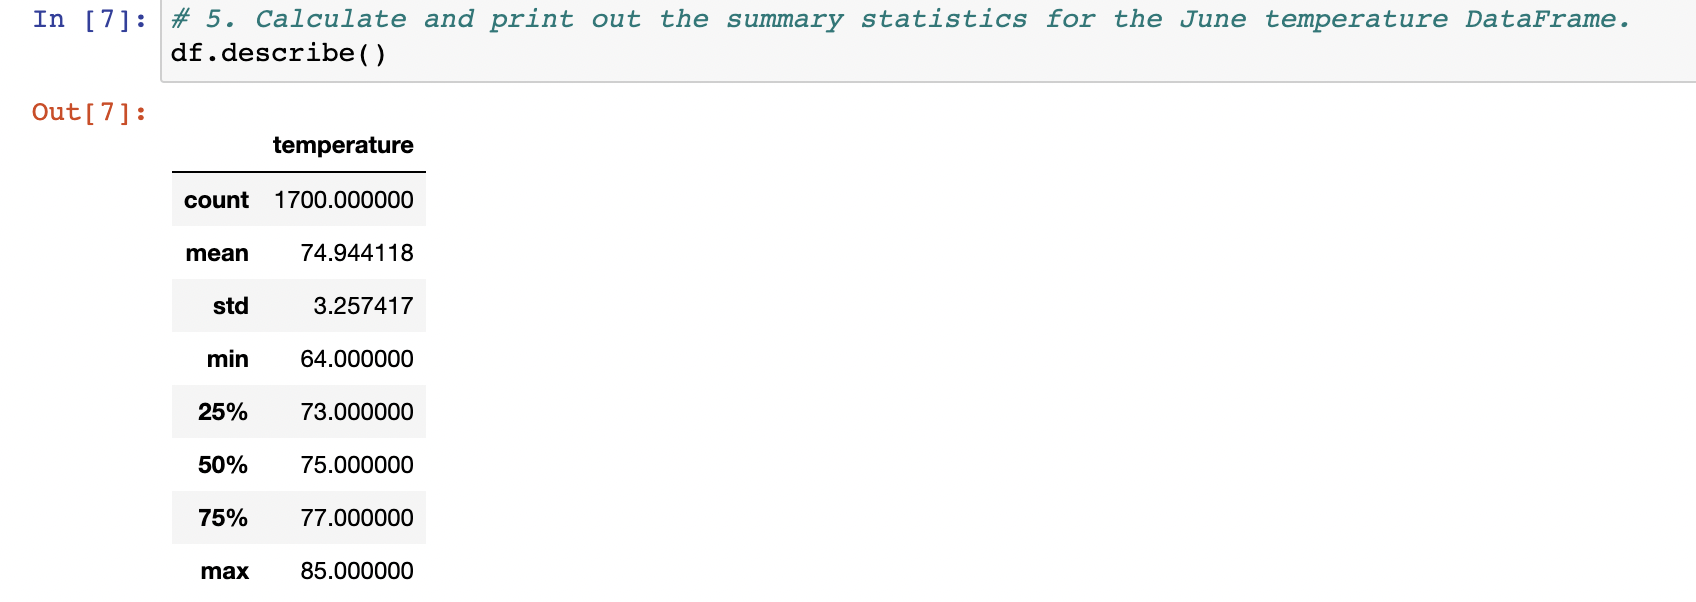 In [7]: # 5. Calculate and print out the summary statistics for the June temperature DataFrame.
df.describe()
Out[7]:
temperature
count 1700.000000
mean 74.944118
std 3.257417
min 64.000000
25% 73.000000
50% 75.000000
75% 77.000000
max 85.000000